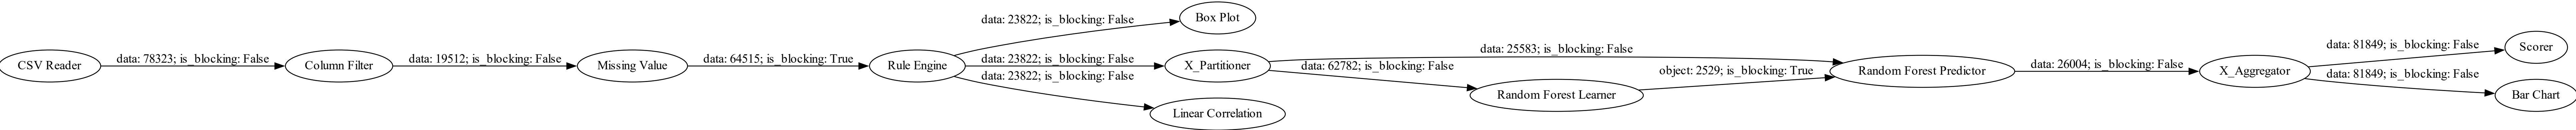 CSV Reader
data: 78323; is_blocking: False
Column Filter
data: 19512; is_blocking: False
Missing Value
data: 64515; is_blocking: True
Rule Engine
data: 23822; is_blocking: False
Box Plot
data: 23822; is_blocking: False
X_Partitioner
data: 23822; is_blocking: False
Linear Correlation
data: 25583; is_blocking: False
data: 62782; is_blocking: False
Random Forest Learner
object: 2529; is_blocking: True
Random Forest Predictor
data: 26004; is_blocking: False
X_Aggregator
data: 81849; is_blocking: False
Scorer
data: 81849; is_blocking: False
Bar Chart